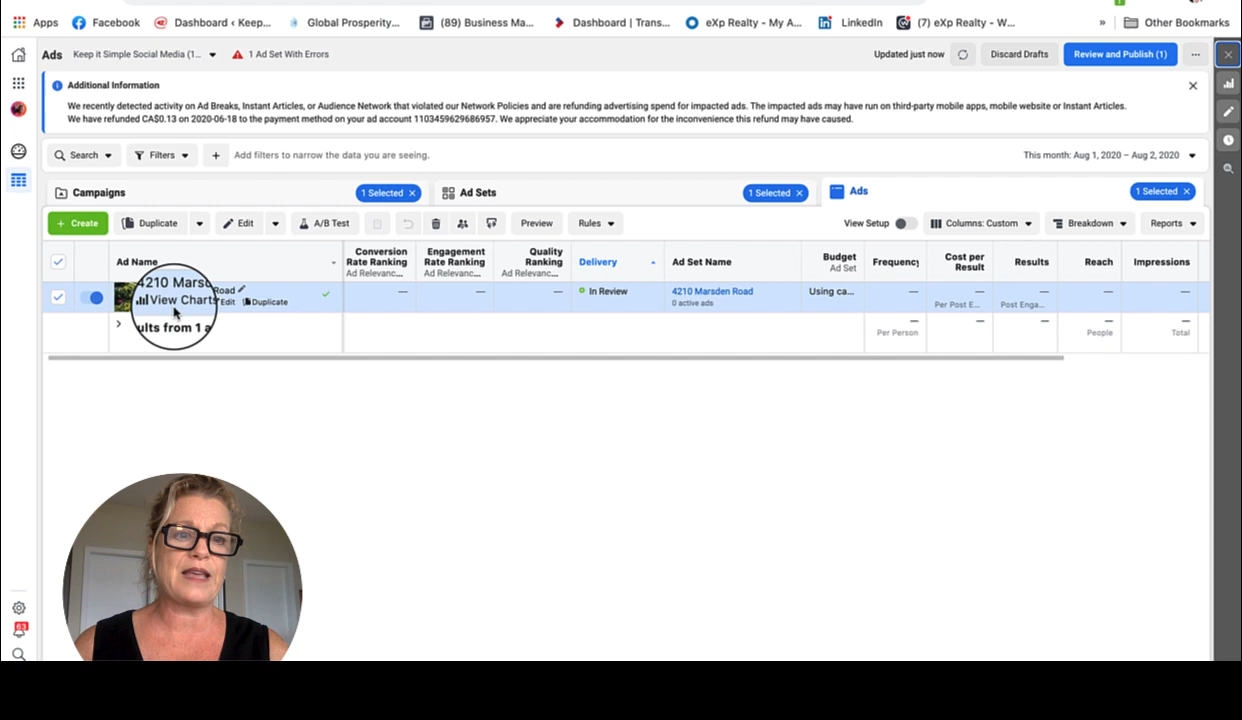 Apps Facebook Dashboard ‹ Keep... Global Prosperity... (89) Business Ma... Dashboard | Trans... eXp Realty - My A... LinkedIn (7) eXp Realty - W... » Other Bookmarks
Ads Keep it Simple Social Media (1... 1 Ad Set With Errors Updated just now Discard Drafts Review and Publish (1) ...
Additional Information
We recently detected activity on Ad Breaks, Instant Articles, or Audience Network that violated our Network Policies and are refunding advertising spend for impacted ads. The impacted ads may have run on third-party mobile apps, mobile website or Instant Articles.
We have refunded CA$0.13 on 2020-06-18 to the payment method on your ad account 1103459629686957. We appreciate your accommodation for the inconvenience this refund may have caused.
Search Filters + Add filters to narrow the data you are seeing. This month: Aug 1, 2020 – Aug 2, 2020
Campaigns 1 Selected × Ad Sets 1 Selected × Ads 1 Selected ×
+ Create Duplicate Edit A/B Test Preview Rules View Setup Columns: Custom Breakdown Reports
Ad Name Conversion Rate Ranking Ad Relevanc... Engagement Rate Ranking Ad Relevanc... Quality Ranking Ad Relevanc... Delivery Ad Set Name Budget Ad Set Frequency Cost per Result Results Reach Impressions
4210 Marsd Road — — — In Review 4210 Marsden Road Using ca... — — — — —
View Charts Edit Duplicate 0 active ads Per Post E... Post Enga...
ults from 1 a — — — — —
Per Person People Total
63